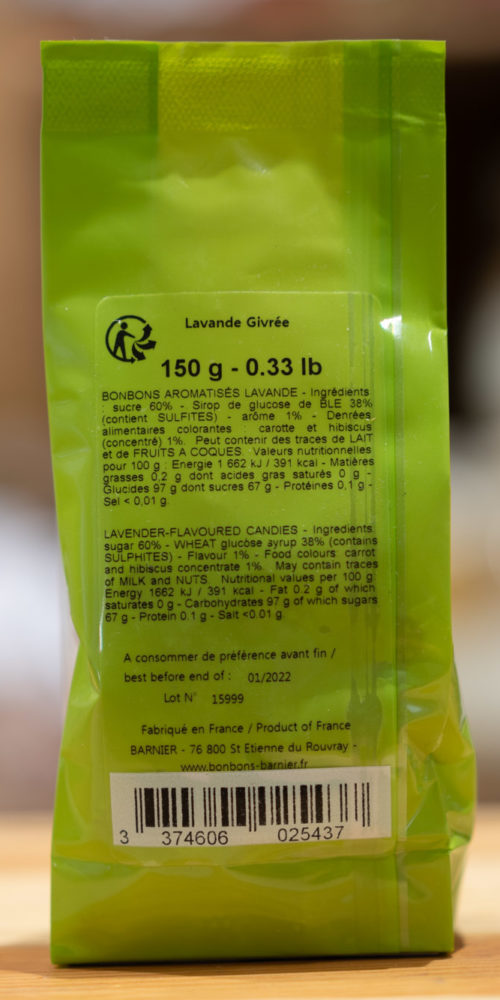 Lavande Givrée
150 g - 0.33 lb
BONBONS AROMATISÉS LAVANDE - Ingrédients
: sucre 60% - Sirop de glucose de BLE 38%
(contient SULFITES) - arôme 1% - Denrées
alimentaires colorantes carotte et hibiscus
(concentré) 1%. Peut contenir des traces de LAIT
et de FRUITS A COQUES Valeurs nutritionnelles
pour 100 g : Energie 1 662 kJ / 391 kcal - Matières
grasses 0,2 g dont acides gras saturés 0 g -
Glucides 97 g dont sucres 67 g - Protéines 0,1 g -
Sel < 0,01 g.
LAVENDER-FLAVOURED CANDIES - Ingredients:
sugar 60% - WHEAT glucose syrup 38% (contains
SULPHITES) - Flavour 1% - Food colours: carrot
and hibiscus concentrate 1%. May contain traces
of MILK and NUTS. Nutritional values per 100 g:
Energy 1662 kJ / 391 kcal - Fat 0.2 g of which
saturates 0 g - Carbohydrates 97 g of which sugars
67 g - Protein 0.1 g - Salt <0.01 g.
A consommer de préférence avant fin /
best before end of : 01/2022
Lot N° 15999
Fabriqué en France / Product of France
BARNIER - 76 800 St Etienne du Rouvray -
www.bonbons-barnier.fr
3 374606 025437